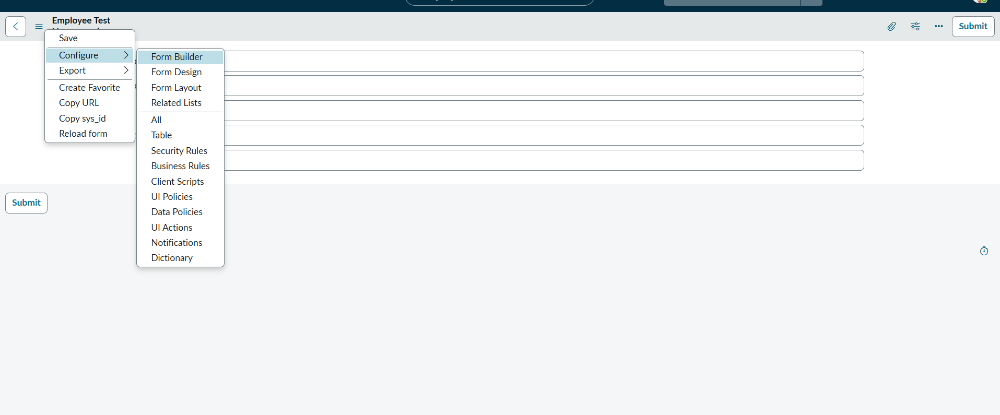 Employee Test
Submit
Save
Configure
Export
Create Favorite
Copy URL
Copy sys_id
Reload form
Form Builder
Form Design
Form Layout
Related Lists
All
Table
Security Rules
Business Rules
Client Scripts
UI Policies
Data Policies
UI Actions
Notifications
Dictionary
Submit